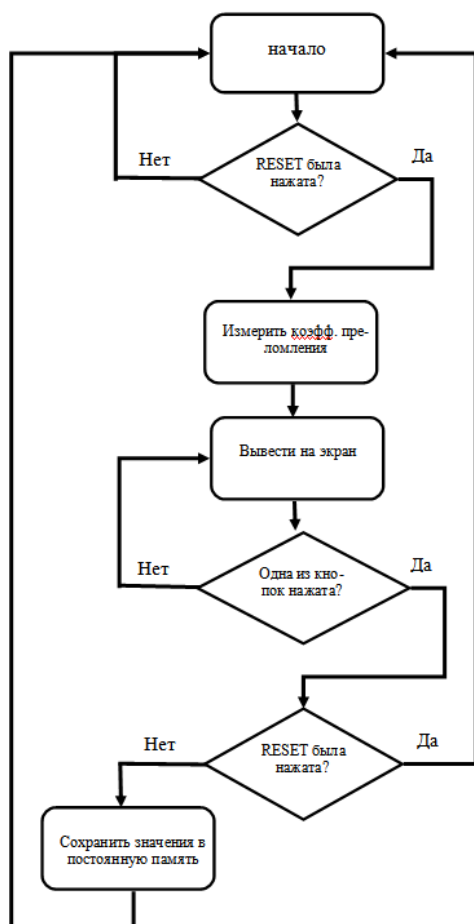 начало
Нет
RESET была
нажата?
Да
Измерить коэфф. пре-
ломления
Вывести на экран
Нет
Одна из кно-
пок нажата?
Да
Нет
RESET была
нажата?
Да
Сохранить значения в
постоянную память